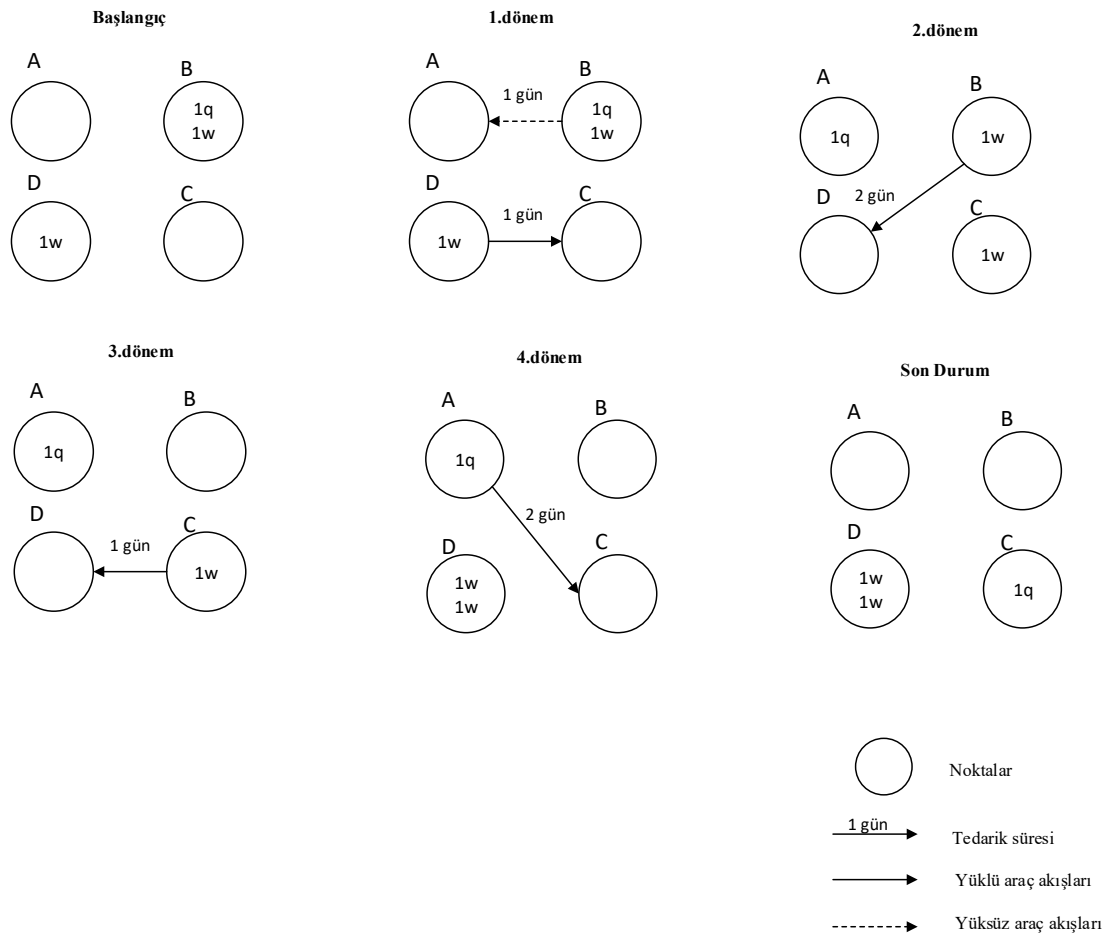 Başlangıç
A
B
1q
1w
D
1w
C
1.dönem
A
B
1 gün
1q
1w
D
C
1 gün
1w
2.dönem
A
B
1q
1w
D
2 gün
C
1w
3.dönem
A
B
1q
D
C
1 gün
1w
4.dönem
A
B
1q
2 gün
D
C
1w
1w
Son Durum
A
B
D
C
1w
1w
1q
Noktalar
1 gün
Tedarik süresi
Yüklü araç akışları
Yüksüz araç akışları